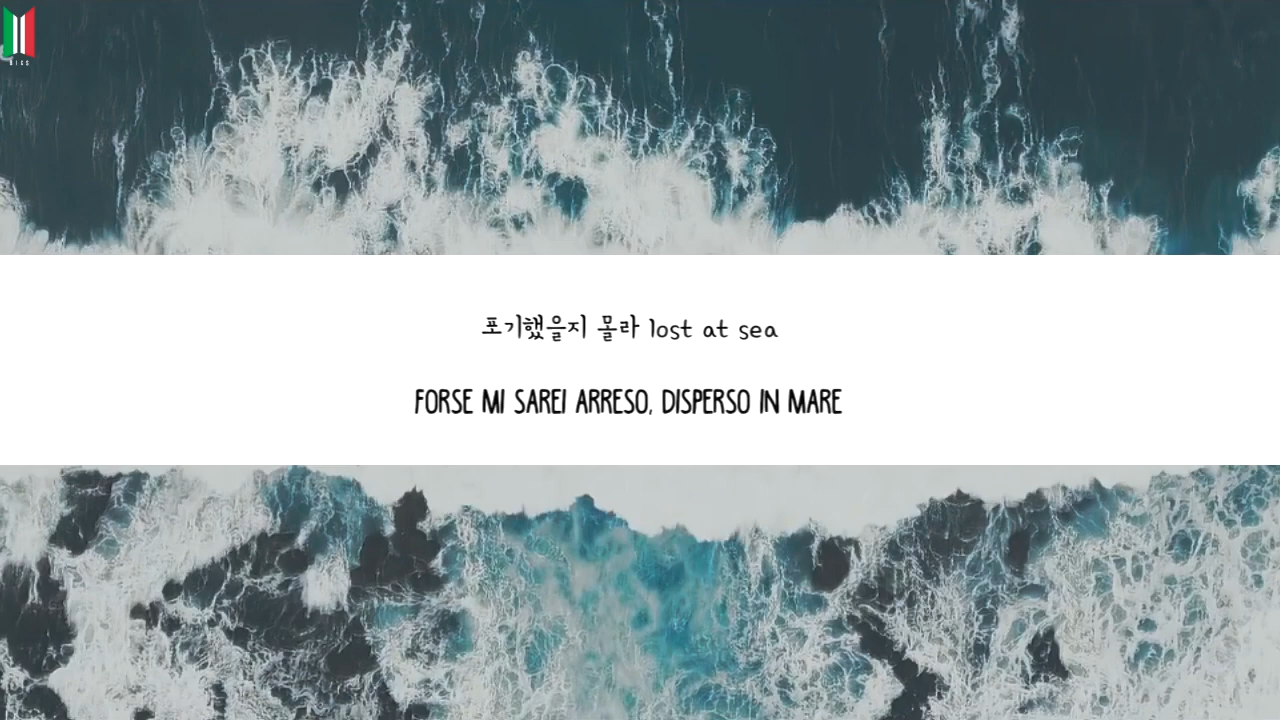 포기했을지 몰라 lost at sea
FORSE MI SAREI ARRESO, DISPERSO IN MARE